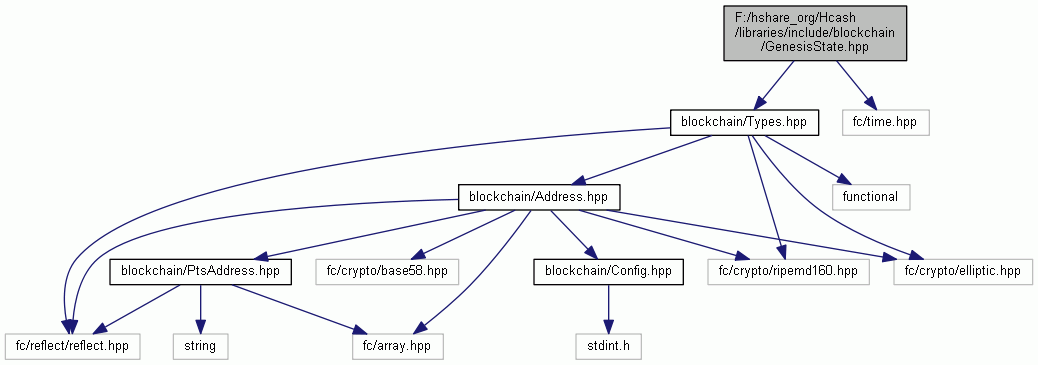 F:/hshare_org/Hcash
/libraries/include/blockchain
/GenesisState.hpp
blockchain/Types.hpp
fc/time.hpp
blockchain/Address.hpp
functional
blockchain/PtsAddress.hpp
fc/crypto/base58.hpp
blockchain/Config.hpp
fc/crypto/ripemd160.hpp
fc/crypto/elliptic.hpp
fc/reflect/reflect.hpp
string
fc/array.hpp
stdint.h